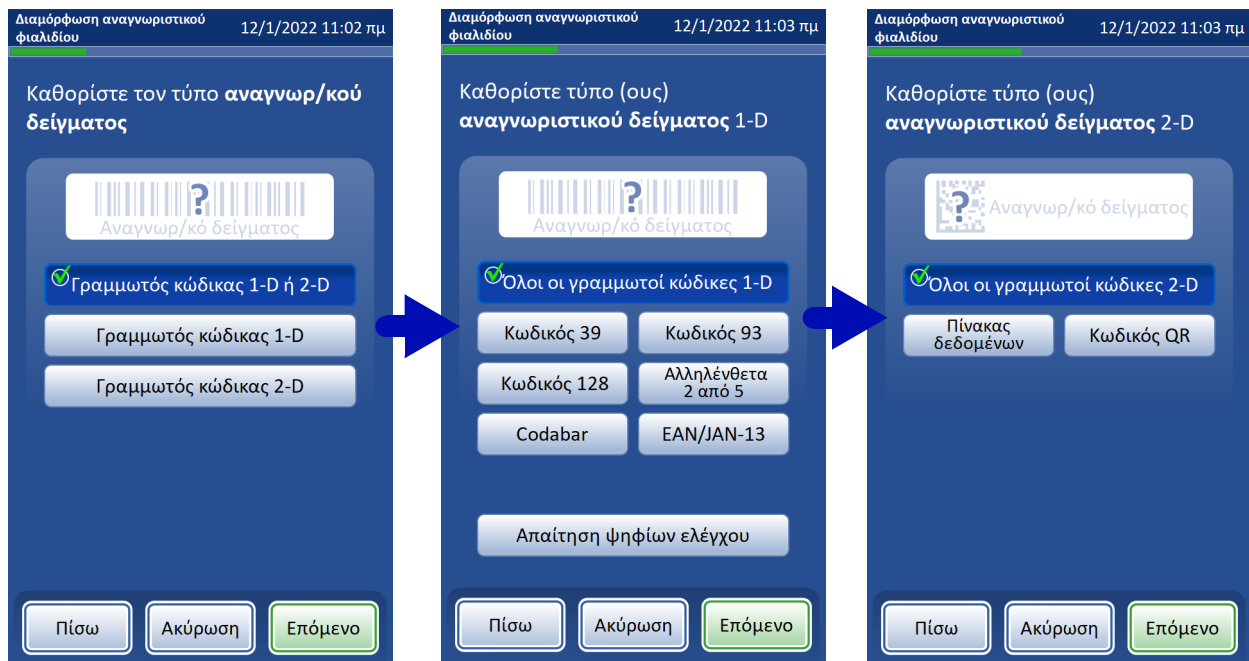 Διαμόρφωση αναγνωριστικού
φιαλιδίου
12/1/2022 11:02 πμ
Καθορίστε τον τύπο αναγνωρ/κού
δείγματος
?
Αναγνωρ/κό δείγματος
Γραμμωτός κώδικας 1-D ή 2-D
Γραμμωτός κώδικας 1-D
Γραμμωτός κώδικας 2-D
Πίσω
Ακύρωση
Επόμενο
Διαμόρφωση αναγνωριστικού
φιαλιδίου
12/1/2022 11:03 πμ
Καθορίστε τύπο (ους)
αναγνωριστικού δείγματος 1-D
?
Αναγνωρ/κό δείγματος
Όλοι οι γραμμωτοί κώδικες 1-D
Κωδικός 39
Κωδικός 93
Κωδικός 128
Αλληλένθετα
2 από 5
Codabar
EAN/JAN-13
Απαίτηση ψηφίων ελέγχου
Πίσω
Ακύρωση
Επόμενο
Διαμόρφωση αναγνωριστικού
φιαλιδίου
12/1/2022 11:03 πμ
Καθορίστε τύπο (ους)
αναγνωριστικού δείγματος 2-D
?
Αναγνωρ/κό δείγματος
Όλοι οι γραμμωτοί κώδικες 2-D
Πίνακας
δεδομένων
Κωδικός QR
Πίσω
Ακύρωση
Επόμενο